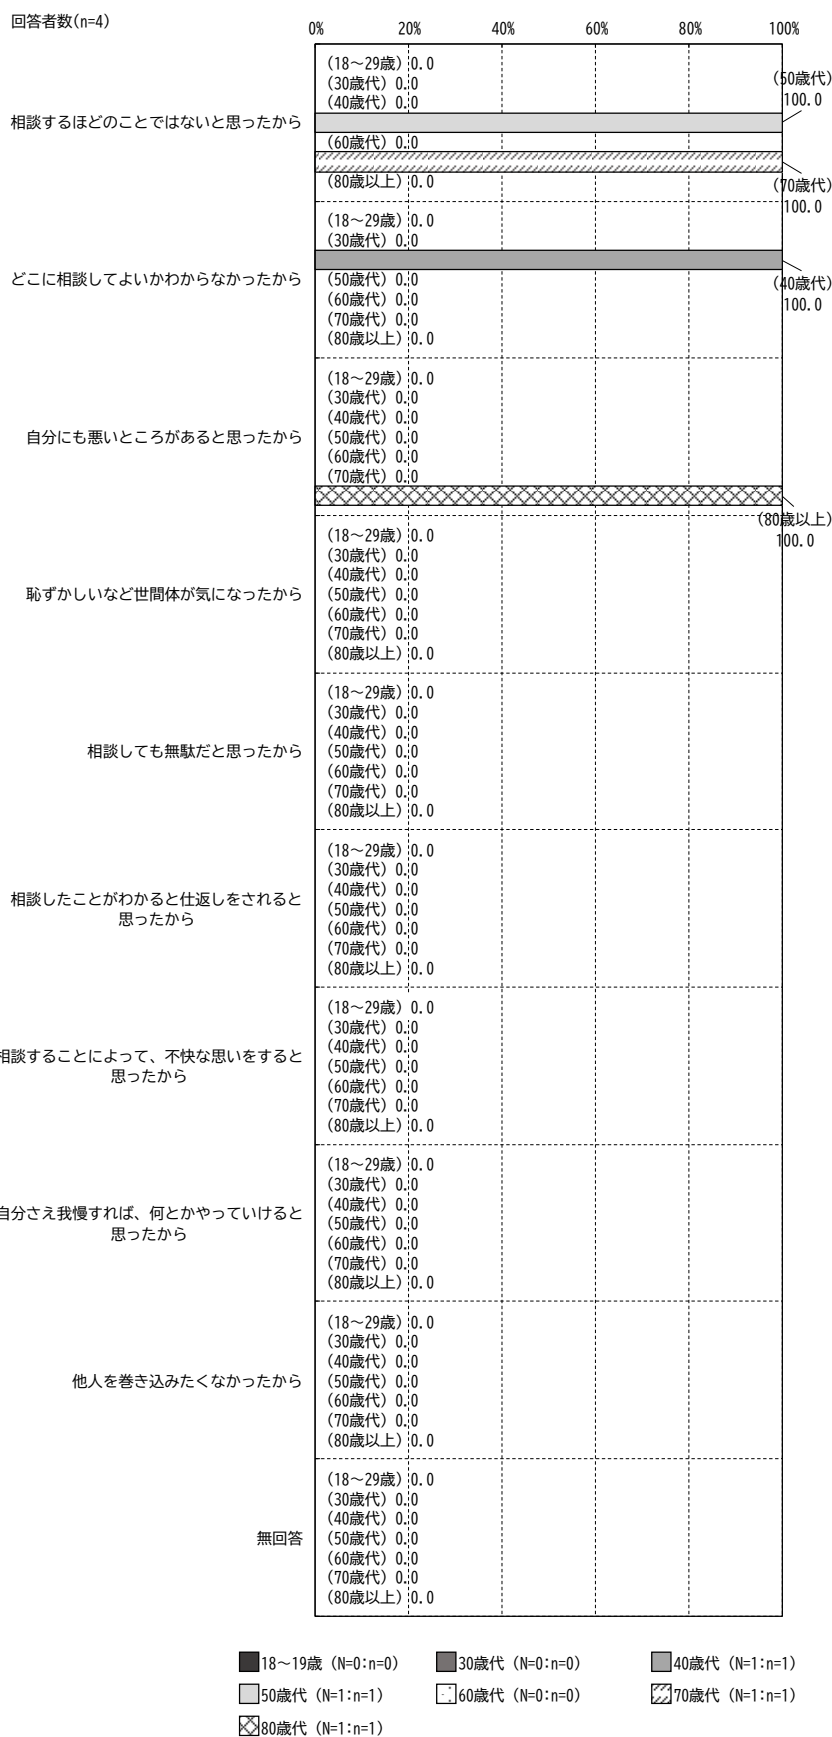 回答者数(n=4)
0% 20% 40% 60% 80% 100%
相談するほどのことではないと思ったから
(18～29歳) 0.0
(30歳代) 0.0
(40歳代) 0.0
(50歳代)
100.0
(60歳代) 0.0
(70歳代)
100.0
(80歳以上) 0.0
どこに相談してよいかわからなかったから
(18～29歳) 0.0
(30歳代) 0.0
(40歳代)
100.0
(50歳代) 0.0
(60歳代) 0.0
(70歳代) 0.0
(80歳以上) 0.0
自分にも悪いところがあると思ったから
(18～29歳) 0.0
(30歳代) 0.0
(40歳代) 0.0
(50歳代) 0.0
(60歳代) 0.0
(70歳代) 0.0
(80歳以上)
100.0
恥ずかしいなど世間体が気になったから
(18～29歳) 0.0
(30歳代) 0.0
(40歳代) 0.0
(50歳代) 0.0
(60歳代) 0.0
(70歳代) 0.0
(80歳以上) 0.0
相談しても無駄だと思ったから
(18～29歳) 0.0
(30歳代) 0.0
(40歳代) 0.0
(50歳代) 0.0
(60歳代) 0.0
(70歳代) 0.0
(80歳以上) 0.0
相談したことがわかると仕返しをされると
思ったから
(18～29歳) 0.0
(30歳代) 0.0
(40歳代) 0.0
(50歳代) 0.0
(60歳代) 0.0
(70歳代) 0.0
(80歳以上) 0.0
相談することによって、不快な思いをすると
思ったから
(18～29歳) 0.0
(30歳代) 0.0
(40歳代) 0.0
(50歳代) 0.0
(60歳代) 0.0
(70歳代) 0.0
(80歳以上) 0.0
自分さえ我慢すれば、何とかやっていけると
思ったから
(18～29歳) 0.0
(30歳代) 0.0
(40歳代) 0.0
(50歳代) 0.0
(60歳代) 0.0
(70歳代) 0.0
(80歳以上) 0.0
他人を巻き込みたくなかったから
(18～29歳) 0.0
(30歳代) 0.0
(40歳代) 0.0
(50歳代) 0.0
(60歳代) 0.0
(70歳代) 0.0
(80歳以上) 0.0
無回答
(18～29歳) 0.0
(30歳代) 0.0
(40歳代) 0.0
(50歳代) 0.0
(60歳代) 0.0
(70歳代) 0.0
(80歳以上) 0.0
18～19歳 (N=0:n=0) 30歳代 (N=0:n=0) 40歳代 (N=1:n=1)
50歳代 (N=1:n=1) 60歳代 (N=0:n=0) 70歳代 (N=1:n=1)
80歳代 (N=1:n=1)